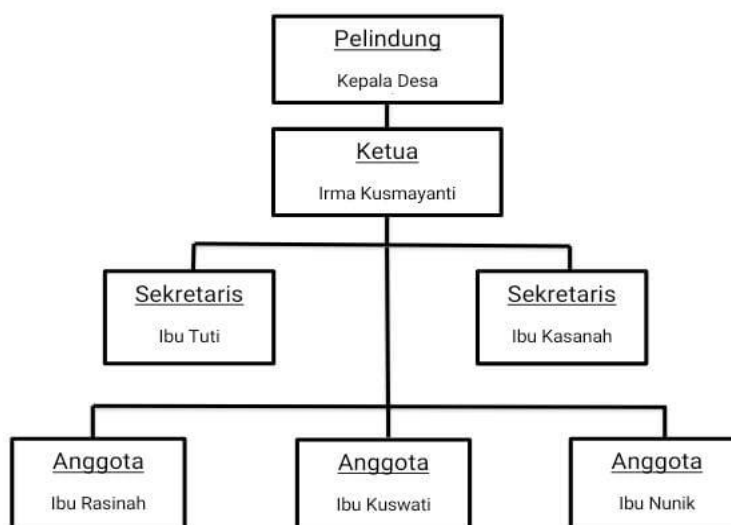 Pelindung
Kepala Desa
Ketua
Irma Kusmayanti
Sekretaris
Ibu Tuti
Sekretaris
Ibu Kasanah
Anggota
Ibu Rasinah
Anggota
Ibu Kuswati
Anggota
Ibu Nunik